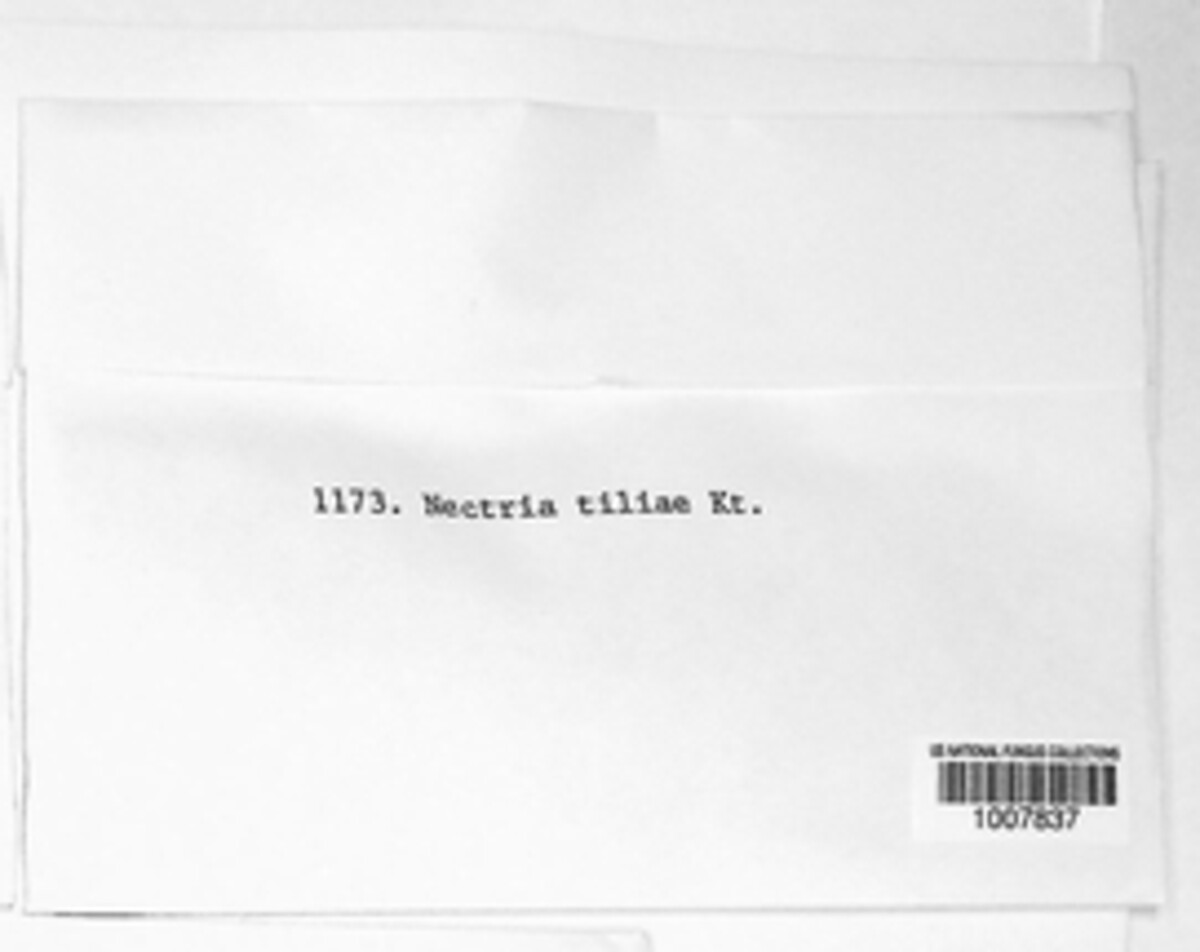 1173. Nectria tiliae Kt.
US NATIONAL FUNGUS COLLECTIONS
1007837